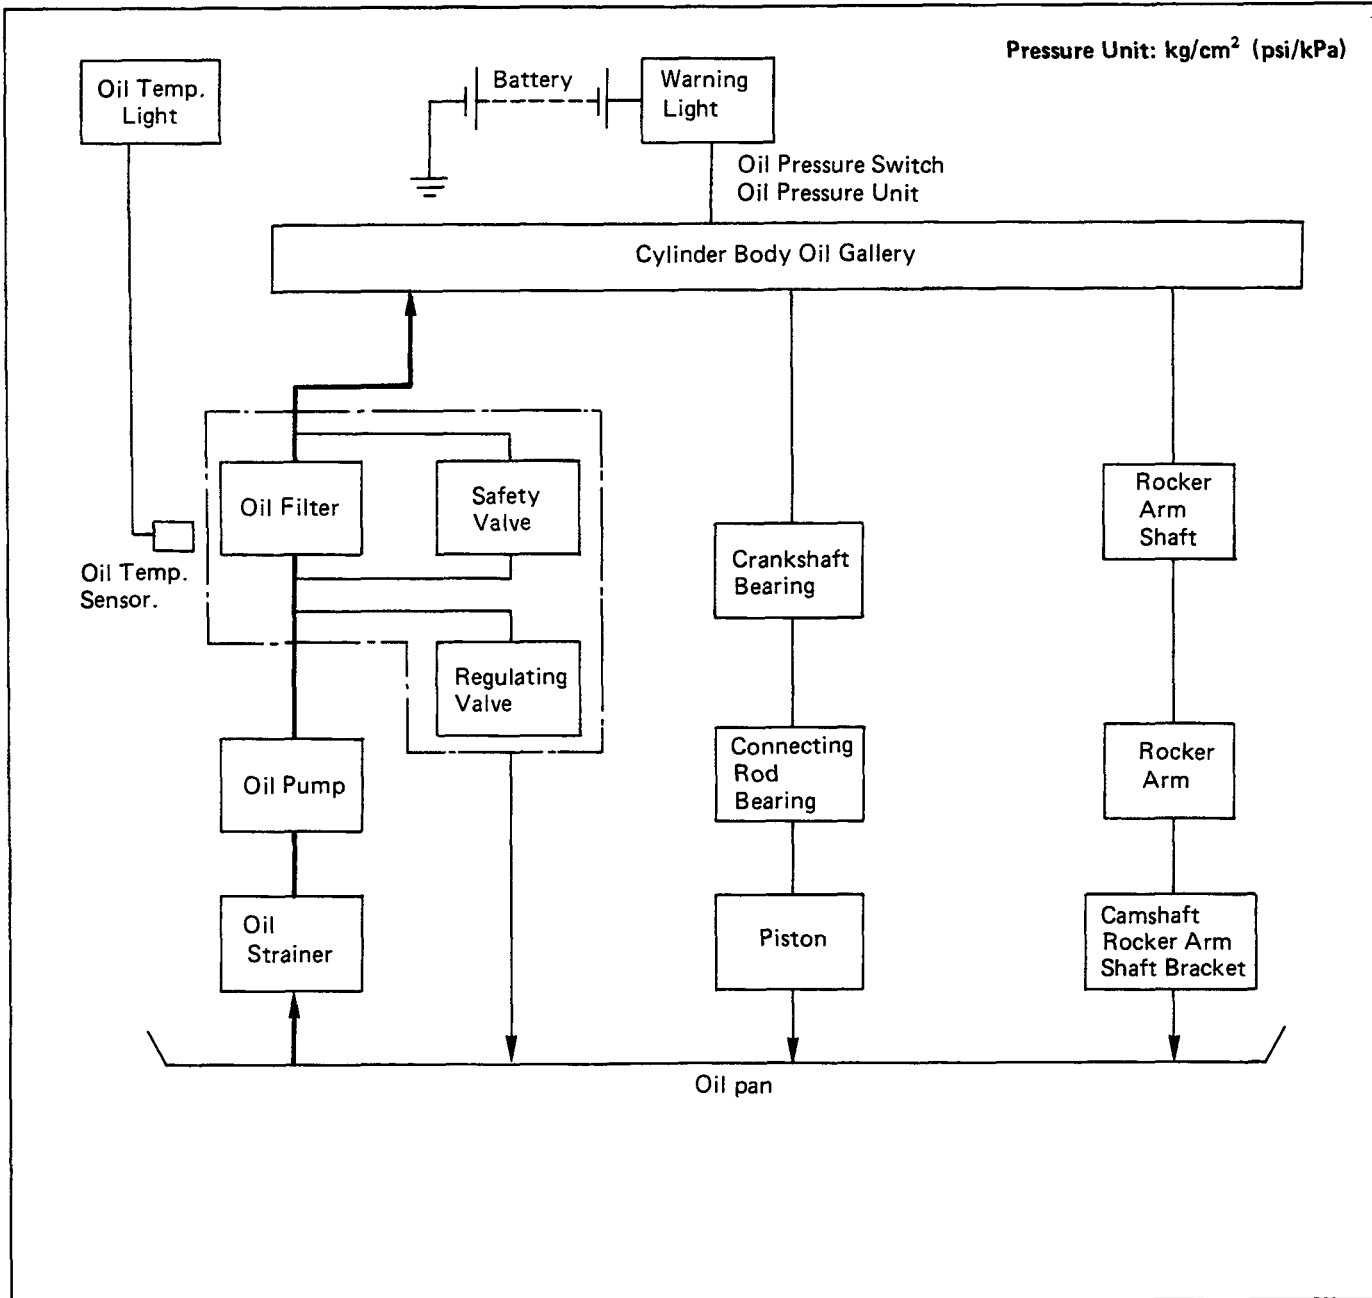 Pressure Unit: kg/cm² (psi/kPa)
Oil Temp.
Light
Battery
Warning
Light
Oil Pressure Switch
Oil Pressure Unit
Cylinder Body Oil Gallery
Oil Filter
Safety
Valve
Rocker
Arm
Shaft
Oil Temp.
Sensor.
Crankshaft
Bearing
Regulating
Valve
Oil Pump
Connecting
Rod
Bearing
Rocker
Arm
Oil
Strainer
Piston
Camshaft
Rocker Arm
Shaft Bracket
Oil pan